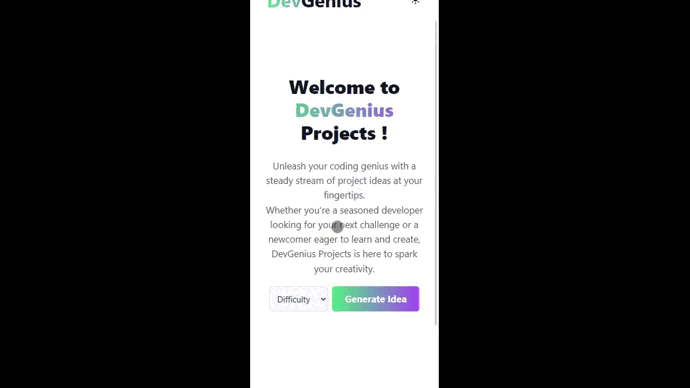 DevGenius
Welcome to
DevGenius
Projects !
Unleash your coding genius with a
steady stream of project ideas at your
fingertips.
Whether you're a seasoned developer
looking for your next challenge or a
newcomer eager to learn and create,
DevGenius Projects is here to spark
your creativity.
Difficulty
Generate Idea